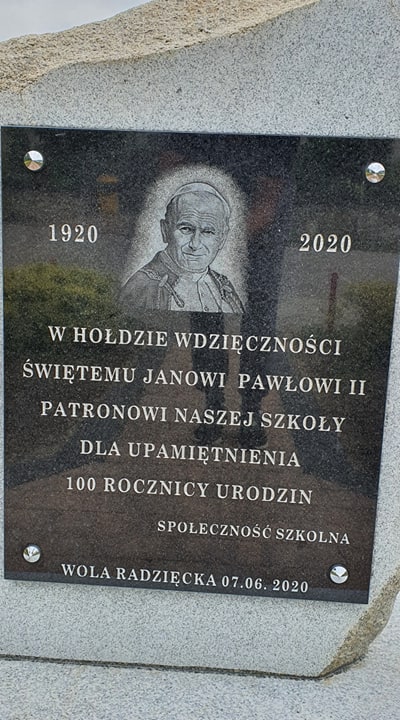 1920 2020
W HOŁDZIE WDZIĘCZNOŚCI
ŚWIĘTEMU JANOWI PAWŁOWI II
PATRONOWI NASZEJ SZKOŁY
DLA UPAMIĘTNIENIA
100 ROCZNICY URODZIN
SPOŁECZNOŚĆ SZKOLNA
WOLA RADZIĘCKA 07.06. 2020